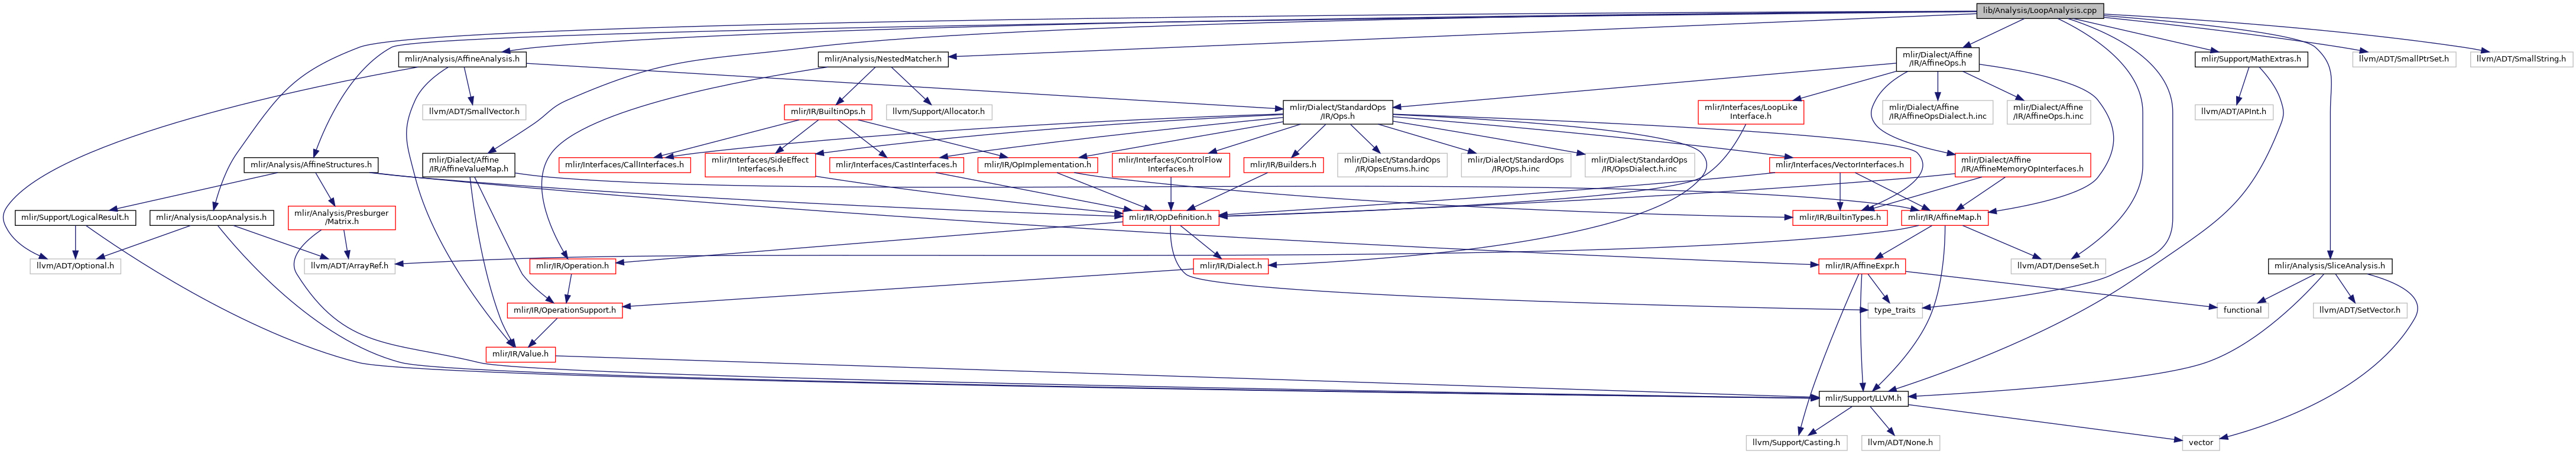 lib/Analysis/LoopAnalysis.cpp
mlir/Analysis/AffineAnalysis.h
mlir/Analysis/NestedMatcher.h
mlir/Dialect/Affine
/IR/AffineOps.h
mlir/Support/MathExtras.h
llvm/ADT/SmallPtrSet.h
llvm/ADT/SmallString.h
llvm/ADT/SmallVector.h
mlir/IR/BuiltinOps.h
llvm/Support/Allocator.h
mlir/Dialect/StandardOps
/IR/Ops.h
mlir/Interfaces/LoopLike
Interface.h
mlir/Dialect/Affine
/IR/AffineOpsDialect.h.inc
mlir/Dialect/Affine
/IR/AffineOps.h.inc
llvm/ADT/APInt.h
mlir/Analysis/AffineStructures.h
mlir/Dialect/Affine
/IR/AffineValueMap.h
mlir/Interfaces/CallInterfaces.h
mlir/Interfaces/SideEffect
Interfaces.h
mlir/Interfaces/CastInterfaces.h
mlir/IR/OpImplementation.h
mlir/Interfaces/ControlFlow
Interfaces.h
mlir/IR/Builders.h
mlir/Dialect/StandardOps
/IR/OpsEnums.h.inc
mlir/Dialect/StandardOps
/IR/Ops.h.inc
mlir/Dialect/StandardOps
/IR/OpsDialect.h.inc
mlir/Interfaces/VectorInterfaces.h
mlir/Dialect/Affine
/IR/AffineMemoryOpInterfaces.h
mlir/Support/LogicalResult.h
mlir/Analysis/LoopAnalysis.h
mlir/Analysis/Presburger
/Matrix.h
mlir/IR/OpDefinition.h
mlir/IR/BuiltinTypes.h
mlir/IR/AffineMap.h
llvm/ADT/Optional.h
llvm/ADT/ArrayRef.h
mlir/IR/Operation.h
mlir/IR/Dialect.h
mlir/IR/AffineExpr.h
llvm/ADT/DenseSet.h
mlir/Analysis/SliceAnalysis.h
mlir/IR/OperationSupport.h
type_traits
functional
llvm/ADT/SetVector.h
mlir/IR/Value.h
mlir/Support/LLVM.h
llvm/Support/Casting.h
llvm/ADT/None.h
vector